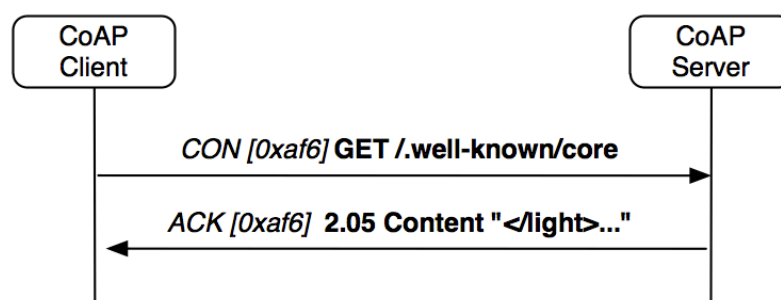 CoAP
Client
CoAP
Server
CON [0xaf6] GET /.well-known/core
ACK [0xaf6] 2.05 Content "</light>..."